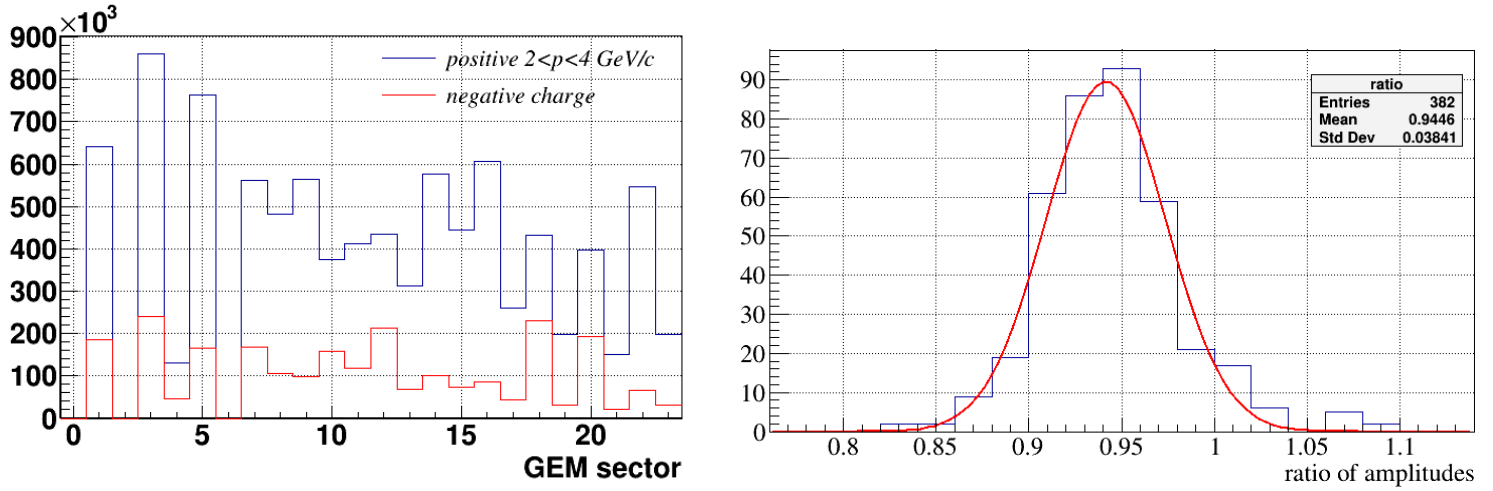 ×10³
900
800
700
600
500
400
300
200
100
0
0 5 10 15 20
GEM sector
positive 2<p<4 GeV/c
negative charge
90
80
70
60
50
40
30
20
10
0
0.8 0.85 0.9 0.95 1 1.05 1.1
ratio of amplitudes
ratio
Entries 382
Mean 0.9446
Std Dev 0.03841